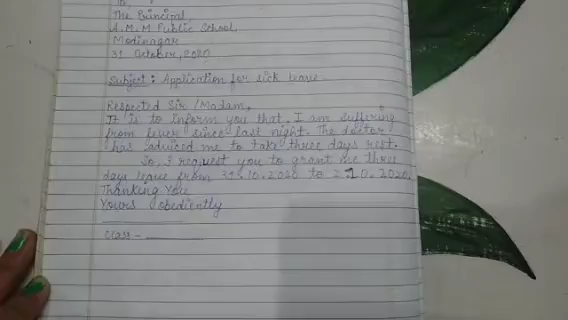 To,
The Principal,
A.M.M Public School,
Modinagar
31 October, 2020
Subject : Application for sick leave
Respected Sir / Madam,
It is to inform you that I am suffering
from fever since last night. The doctor
has adviced me to take three days rest.
So, I request you to grant me three
days leave from 31.10.2020 to 2.10.2020.
Thanking You
Yours obediently
Class -